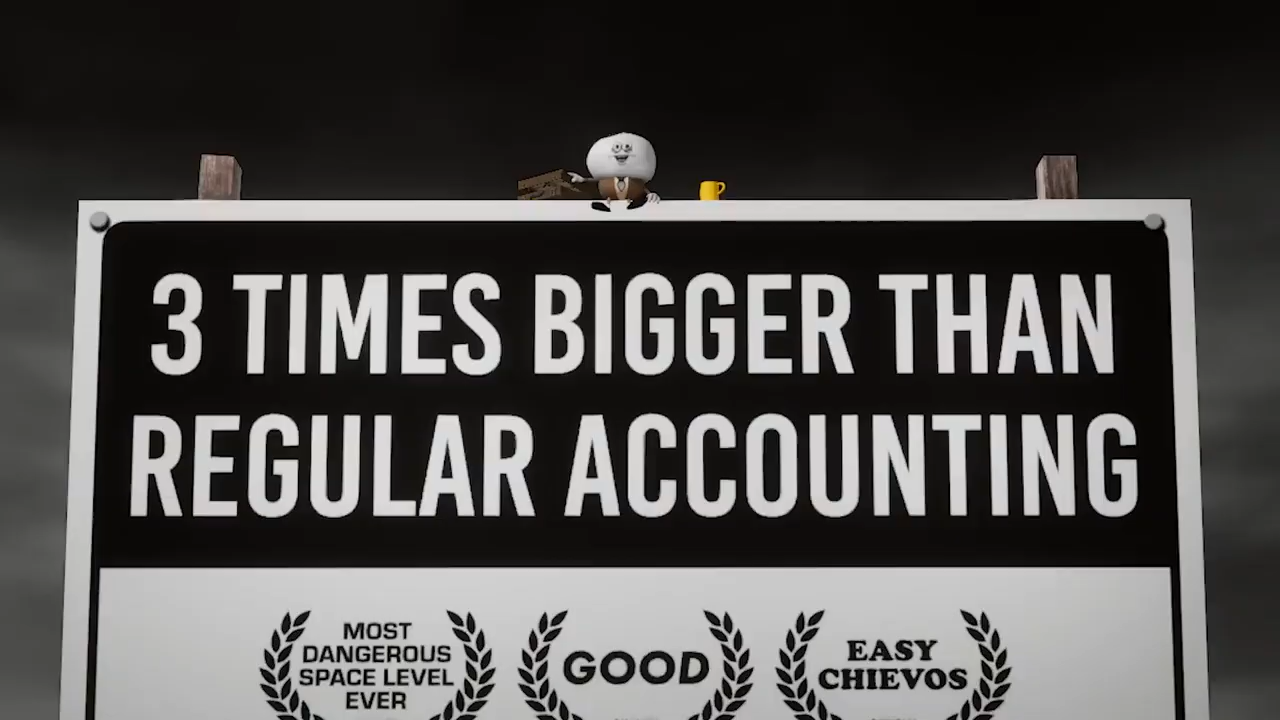 3 TIMES BIGGER THAN
REGULAR ACCOUNTING
MOST
DANGEROUS
SPACE LEVEL
EVER
GOOD
EASY
CHIEVOS